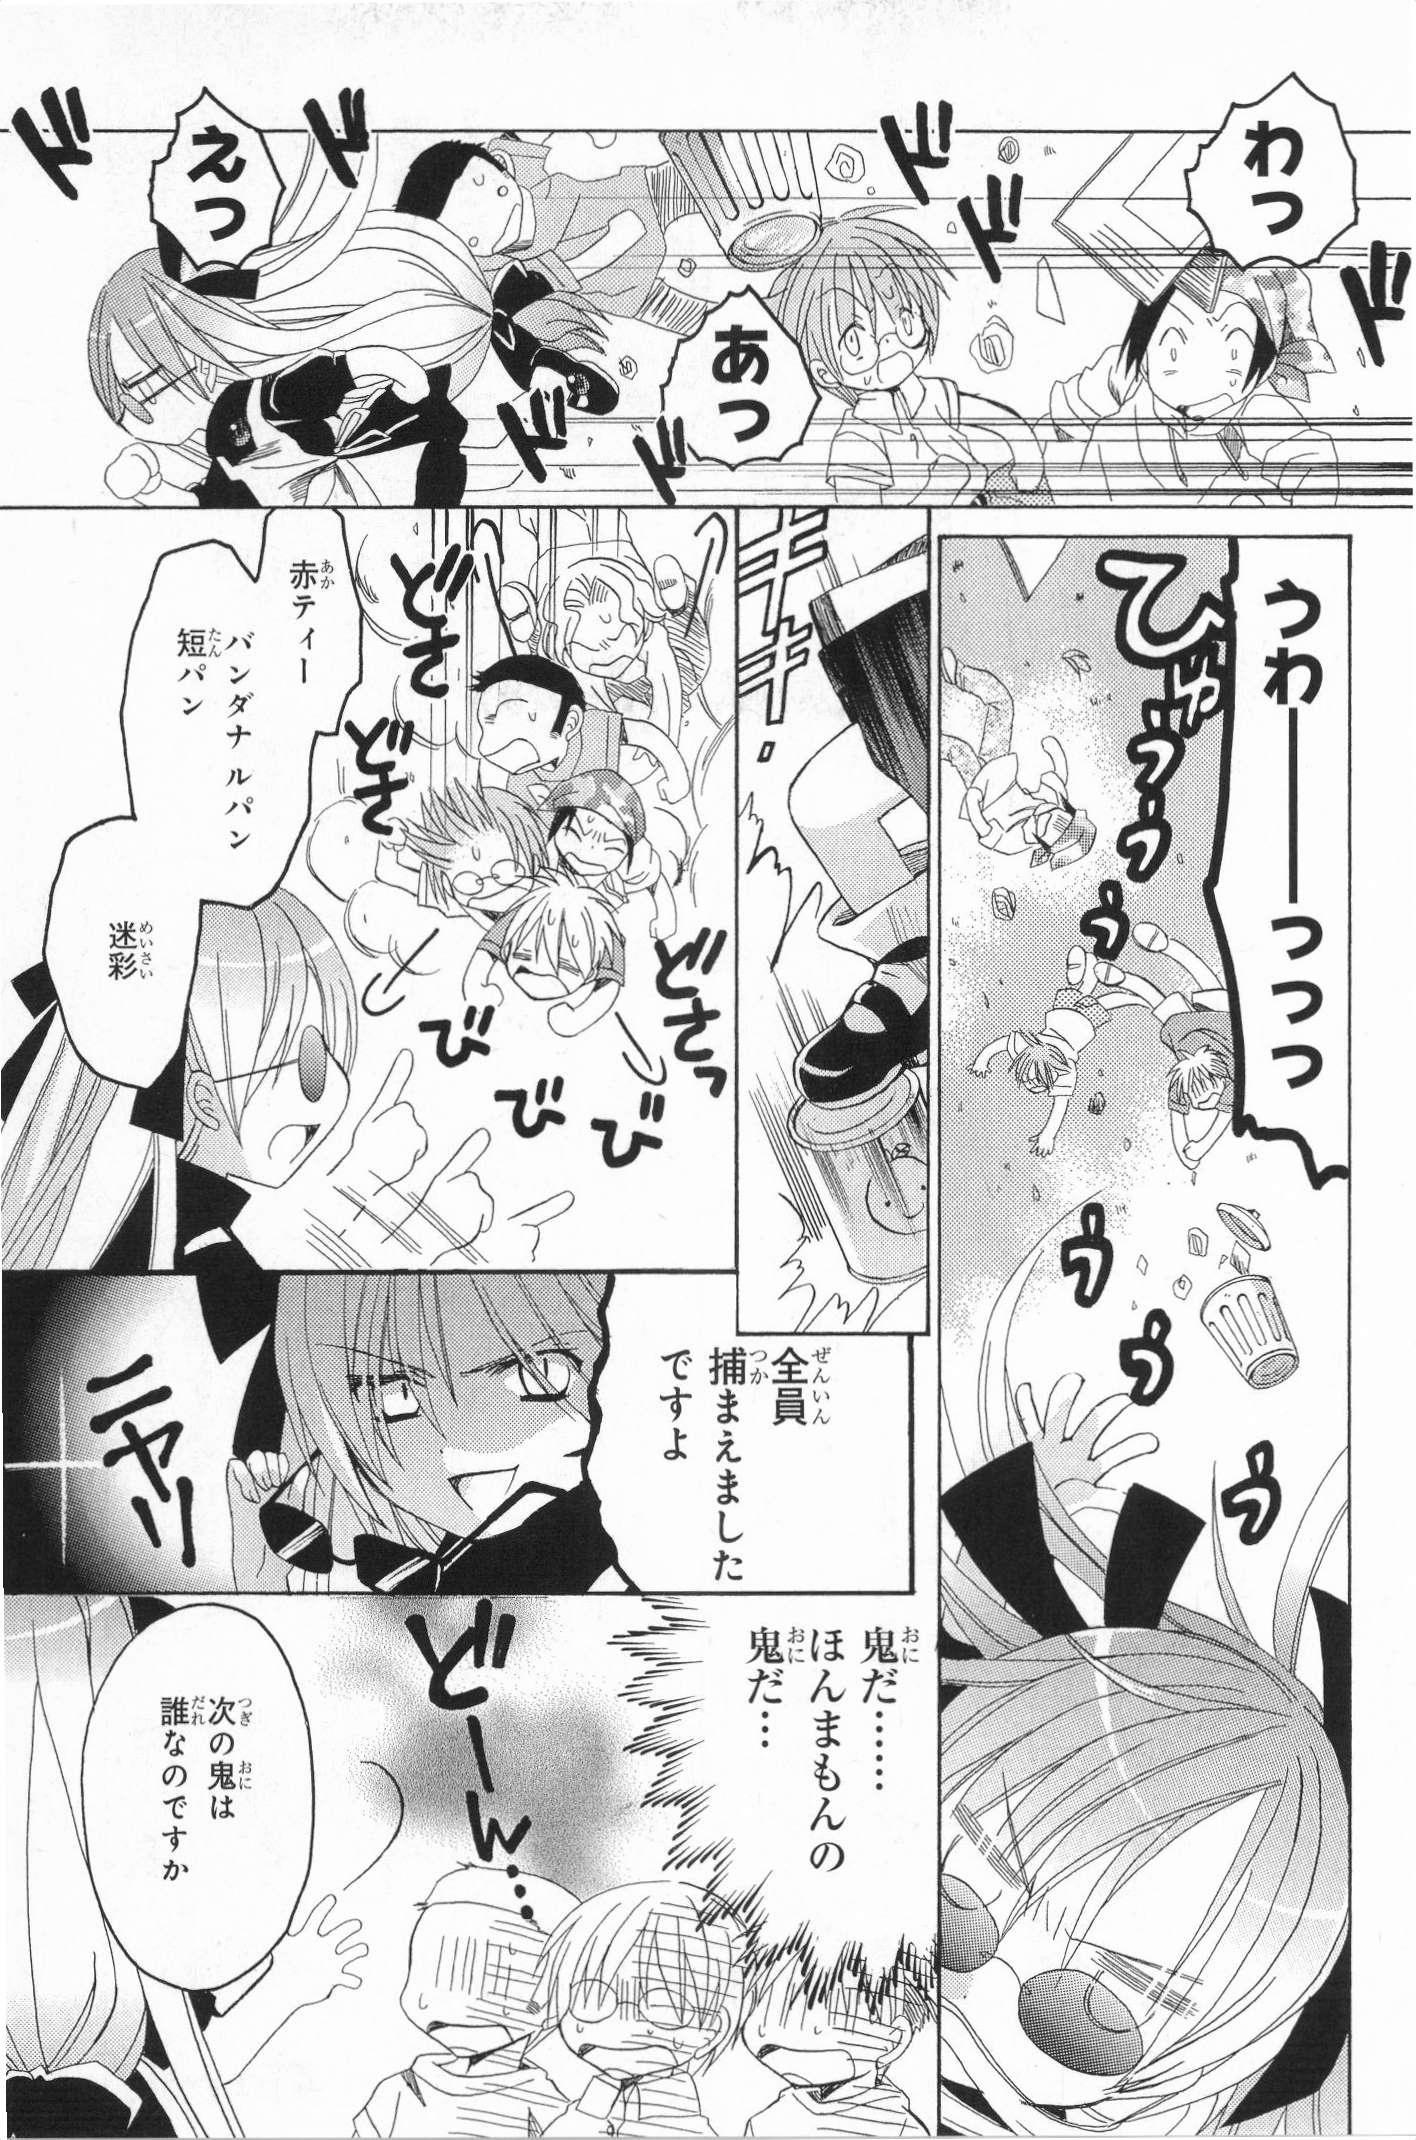 わっ
ドドドドドドド
あっ
えっ
うわーーっっっ
ひゅううううううう
キキ。
どさどさどさっ
びびびび
赤ティー
バンダナルパン
短パン
迷彩
全員
捕まえました
ですよ
ニヤリ
鬼だ……
ほんまもんの
鬼だ…
どーん…
次の鬼は
誰なのですか